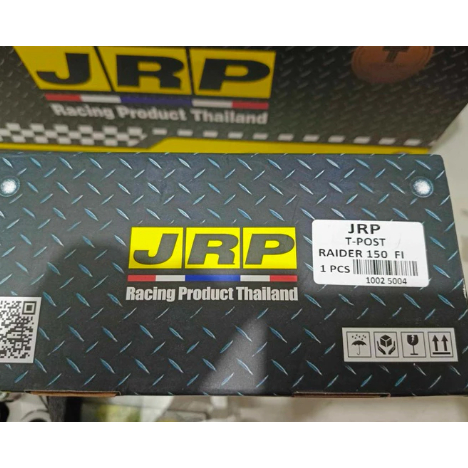 JRP
Racing Product Thailand
JRP
Racing Product Thailand
JRP
T-POST
RAIDER 150 FI
1 PCS
1002 5004